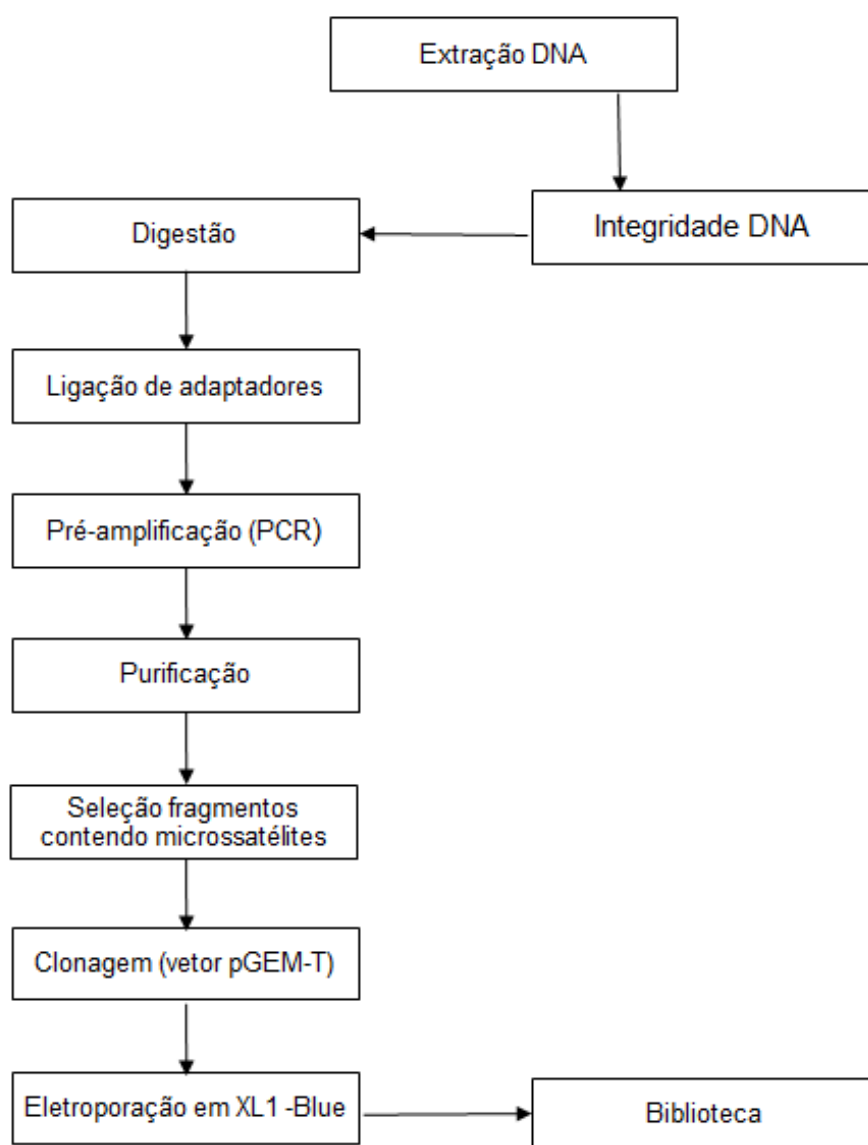 Extração DNA
Integridade DNA
Digestão
Ligação de adaptadores
Pré-amplificação (PCR)
Purificação
Seleção fragmentos
contendo microssatélites
Clonagem (vetor pGEM-T)
Eletroporação em XL1 -Blue
Biblioteca